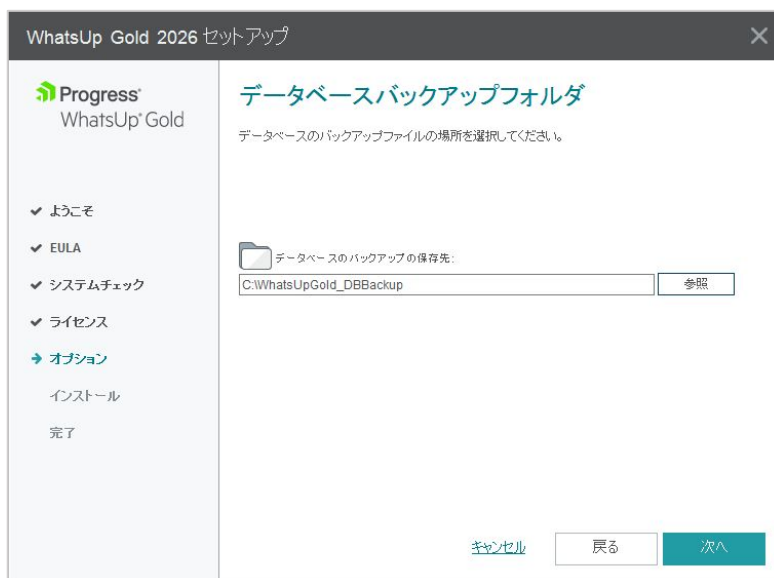 WhatsUp Gold 2026 セットアップ
Progress®
WhatsUp® Gold
データベースバックアップフォルダ
データベースのバックアップファイルの場所を選択してください。
✔ ようこそ
✔ EULA
✔ システムチェック
✔ ライセンス
➔ オプション
インストール
完了
データベースのバックアップの保存先:
C:\WhatsUpGold_DBBackup
参照
キャンセル
戻る
次へ